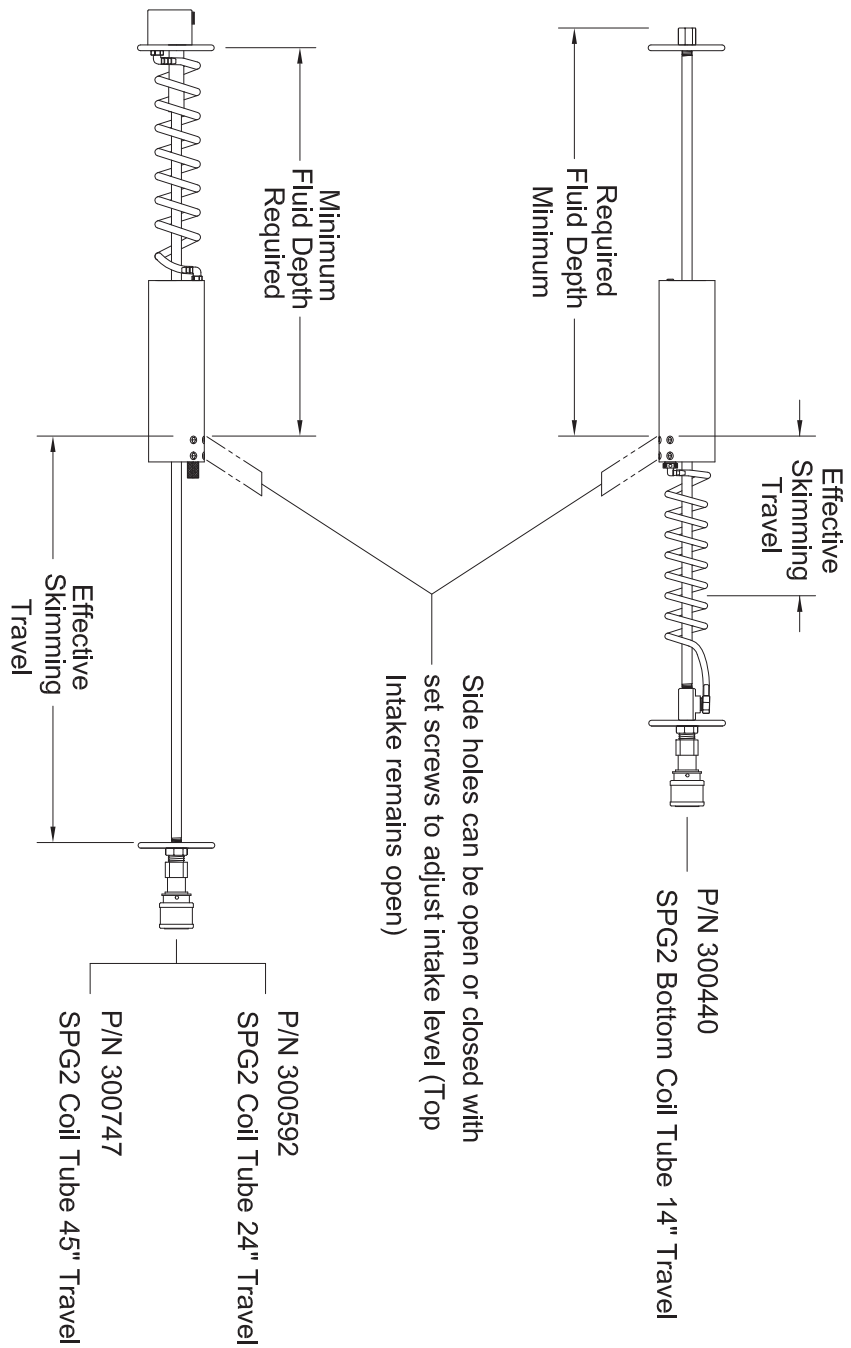 Effective
Skimming
Travel
Required
Fluid Depth
Minimum
P/N 300440
SPG2 Bottom Coil Tube 14" Travel
Side holes can be open or closed with
set screws to adjust intake level (Top
Intake remains open)
Minimum
Fluid Depth
Required
Effective
Skimming
Travel
P/N 300592
SPG2 Coil Tube 24" Travel
P/N 300747
SPG2 Coil Tube 45" Travel